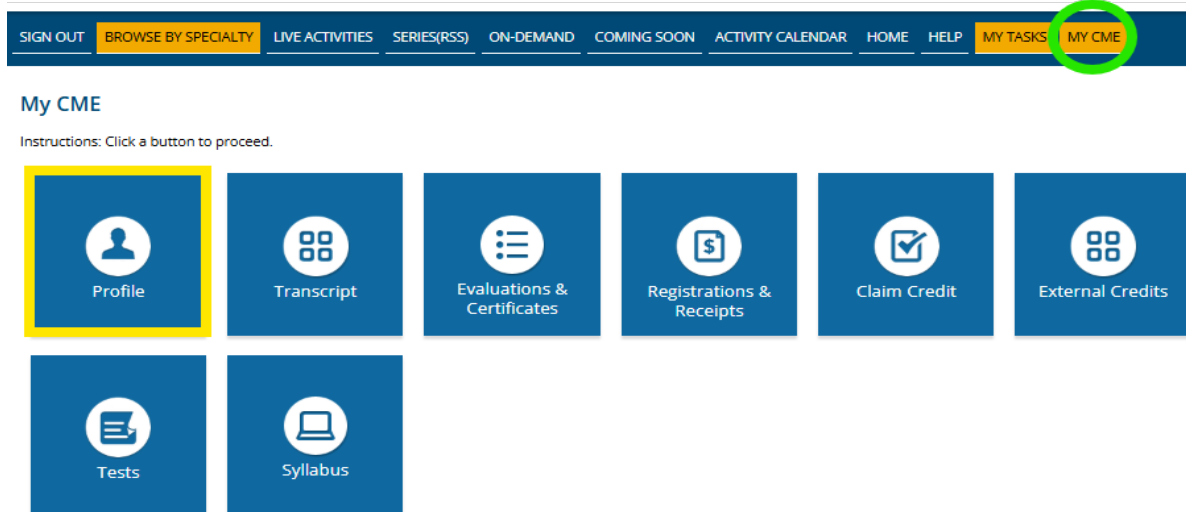 SIGN OUT BROWSE BY SPECIALTY LIVE ACTIVITIES SERIES(RSS) ON-DEMAND COMING SOON ACTIVITY CALENDAR HOME HELP MY TASKS MY CME
My CME
Instructions: Click a button to proceed.
Profile
Transcript
Evaluations &
Certificates
Registrations &
Receipts
Claim Credit
External Credits
Tests
Syllabus